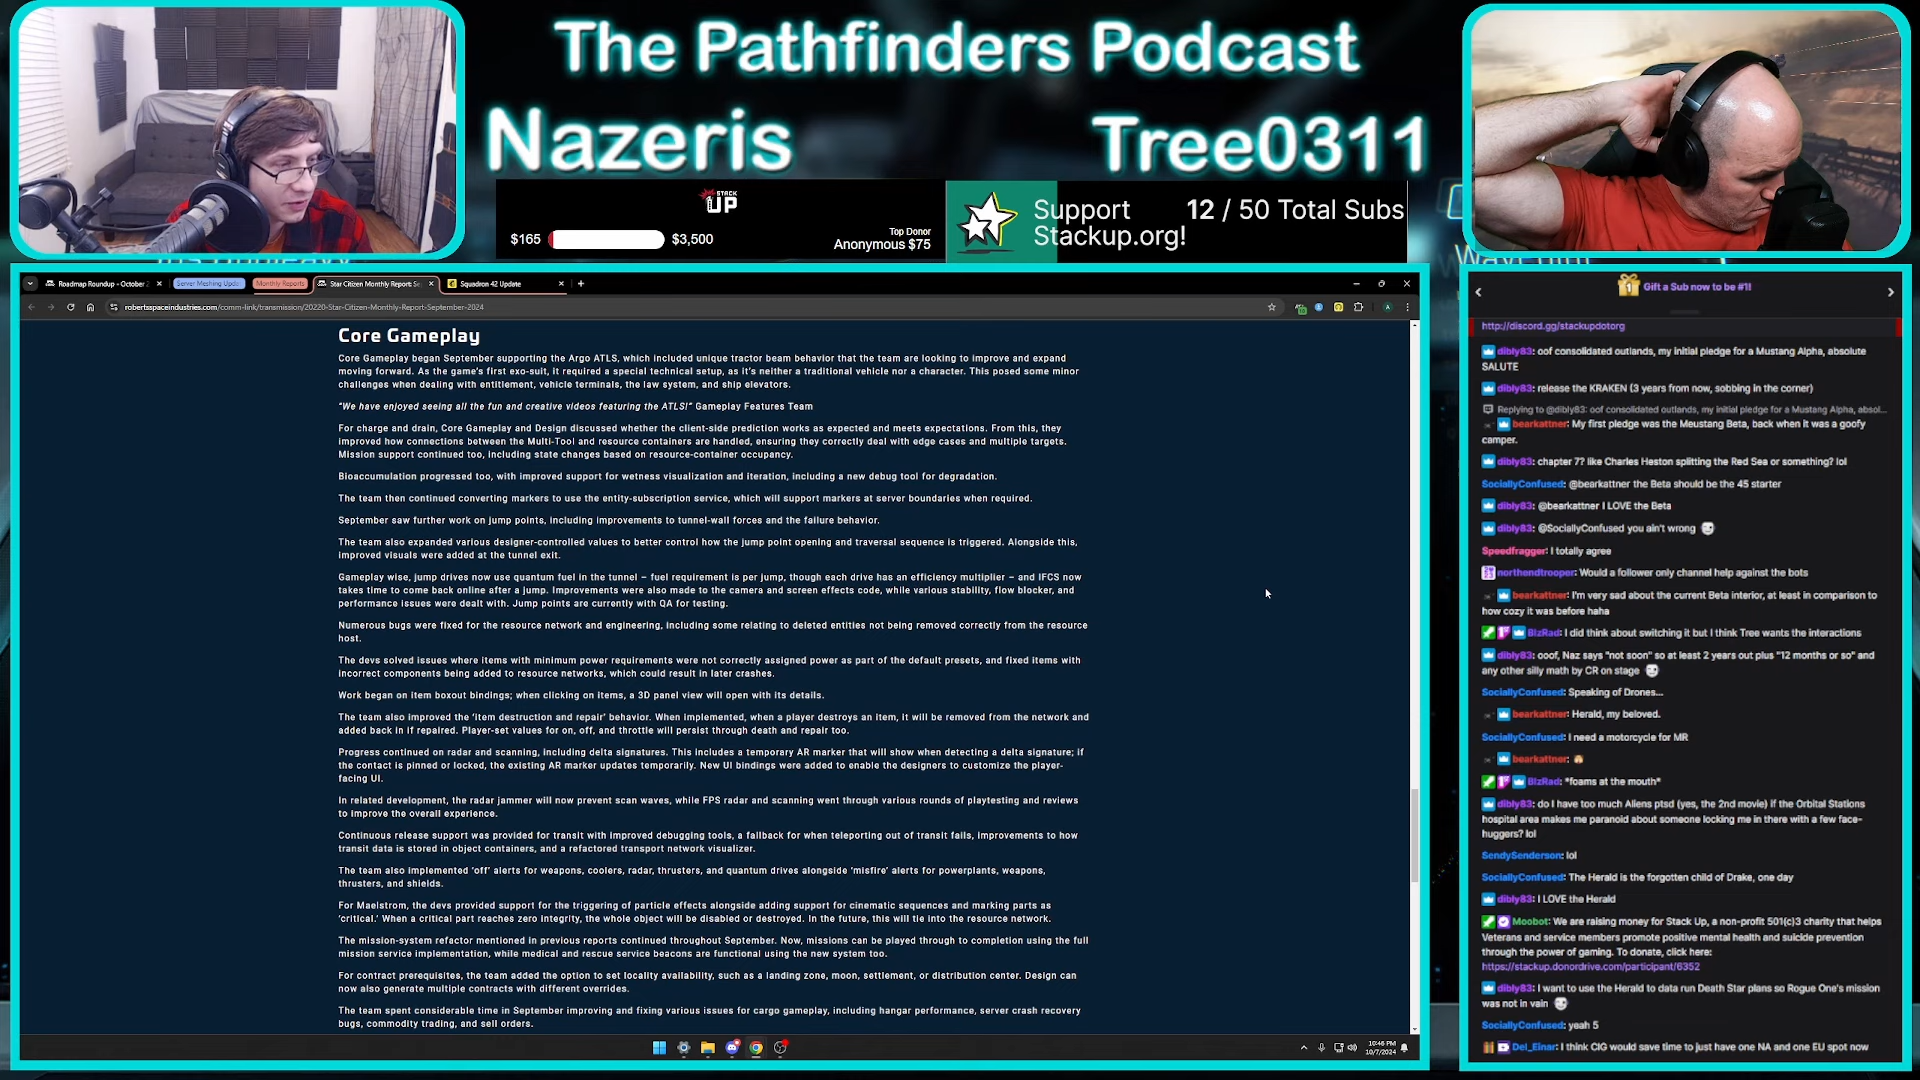 The Pathfinders Podcast
Nazeris
Tree0311
STACK
UP
$165
$3,500
Top Donor
Anonymous $75
Support
Stackup.org!
12 / 50 Total Subs
Roadmap Roundup - October 2
Server Meshing Upda
Monthly Reports
Star Citizen Monthly Report: Se
Squadron 42 Update
robertsspaceindustries.com/comm-link/transmission/20220-Star-Citizen-Monthly-Report-September-2024
Core Gameplay
Core Gameplay began September supporting the Argo ATLS, which included unique tractor beam behavior that the team are looking to improve and expand
moving forward. As the game's first exo-suit, it required a special technical setup, as it's neither a traditional vehicle nor a character. This posed some minor
challenges when dealing with entitlement, vehicle terminals, the law system, and ship elevators.
"We have enjoyed seeing all the fun and creative videos featuring the ATLS!" Gameplay Features Team
For charge and drain, Core Gameplay and Design discussed whether the client-side prediction works as expected and meets expectations. From this, they
improved how connections between the Multi-Tool and resource containers are handled, ensuring they correctly deal with edge cases and multiple targets.
Mission support continued too, including state changes based on resource-container occupancy.
Bioaccumulation progressed too, with improved support for wetness visualization and iteration, including a new debug tool for degradation.
The team then continued converting markers to use the entity-subscription service, which will support markers at server boundaries when required.
September saw further work on jump points, including improvements to tunnel-wall forces and the failure behavior.
The team also expanded various designer-controlled values to better control how the jump point opening and traversal sequence is triggered. Alongside this,
improved visuals were added at the tunnel exit.
Gameplay wise, jump drives now use quantum fuel in the tunnel – fuel requirement is per jump, though each drive has an efficiency multiplier – and IFCS now
takes time to come back online after a jump. Improvements were also made to the camera and screen effects code, while various stability, flow blocker, and
performance issues were dealt with. Jump points are currently with QA for testing.
Numerous bugs were fixed for the resource network and engineering, including some relating to deleted entities not being removed correctly from the resource
host.
The devs solved issues where items with minimum power requirements were not correctly assigned power as part of the default presets, and fixed items with
incorrect components being added to resource networks, which could result in later crashes.
Work began on item boxout bindings; when clicking on items, a 3D panel view will open with its details.
The team also improved the 'item destruction and repair' behavior. When implemented, when a player destroys an item, it will be removed from the network and
added back in if repaired. Player-set values for on, off, and throttle will persist through death and repair too.
Progress continued on radar and scanning, including delta signatures. This includes a temporary AR marker that will show when detecting a delta signature; if
the contact is pinned or locked, the existing AR marker updates temporarily. New UI bindings were added to enable the designers to customize the player-
facing UI.
In related development, the radar jammer will now prevent scan waves, while FPS radar and scanning went through various rounds of playtesting and reviews
to improve the overall experience.
Continuous release support was provided for transit with improved debugging tools, a fallback for when teleporting out of transit fails, improvements to how
transit data is stored in object containers, and a refactored transport network visualizer.
The team also implemented 'off' alerts for weapons, coolers, radar, thrusters, and quantum drives alongside 'misfire' alerts for powerplants, weapons,
thrusters, and shields.
For Maelstrom, the devs provided support for the triggering of particle effects alongside adding support for cinematic sequences and marking parts as
'critical.' When a critical part reaches zero integrity, the whole object will be disabled or destroyed. In the future, this will tie into the resource network.
The mission-system refactor mentioned in previous reports continued throughout September. Now, missions can be played through to completion using the full
mission service implementation, while medical and rescue service beacons are functional using the new system too.
For contract prerequisites, the team added the option to set locality availability, such as a landing zone, moon, settlement, or distribution center. Design can
now also generate multiple contracts with different overrides.
The team spent considerable time in September improving and fixing various issues for cargo gameplay, including hangar performance, server crash recovery
bugs, commodity trading, and sell orders.
10:46 PM
10/7/2024
Gift a Sub now to be #1!
http://discord.gg/stackupdotorg
dibly83: oof consolidated outlands, my initial pledge for a Mustang Alpha, absolute
SALUTE
dibly83: release the KRAKEN (3 years from now, sobbing in the corner)
Replying to @dibly83: oof consolidated outlands, my initial pledge for a Mustang Alpha, absol...
bearkattner: My first pledge was the Meustang Beta, back when it was a goofy
camper.
dibly83: chapter 7? like Charles Heston splitting the Red Sea or something? lol
SociallyConfused: @bearkattner the Beta should be the 45 starter
dibly83: @bearkattner I LOVE the Beta
dibly83: @SociallyConfused you ain't wrong
Speedfragger: I totally agree
northendtrooper: Would a follower only channel help against the bots
bearkattner: I'm very sad about the current Beta interior, at least in comparison to
how cozy it was before haha
BizRad: I did think about switching it but I think Tree wants the interactions
dibly83: ooof, Naz says "not soon" so at least 2 years out plus "12 months or so" and
any other silly math by CR on stage
SociallyConfused: Speaking of Drones...
bearkattner: Herald, my beloved.
SociallyConfused: I need a motorcycle for MR
bearkattner:
BizRad: *foams at the mouth*
dibly83: do I have too much Aliens ptsd (yes, the 2nd movie) if the Orbital Stations
hospital area makes me paranoid about someone locking me in there with a few face-
huggers? lol
SendySenderson: lol
SociallyConfused: The Herald is the forgotten child of Drake, one day
dibly83: I LOVE the Herald
Moobot: We are raising money for Stack Up, a non-profit 501(c)3 charity that helps
Veterans and service members promote positive mental health and suicide prevention
through the power of gaming. To donate, click here:
https://stackup.donordrive.com/participant/6352
dibly83: I want to use the Herald to data run Death Star plans so Rogue One's mission
was not in vain
SociallyConfused: yeah 5
Del_Einar: I think CIG would save time to just have one NA and one EU spot now